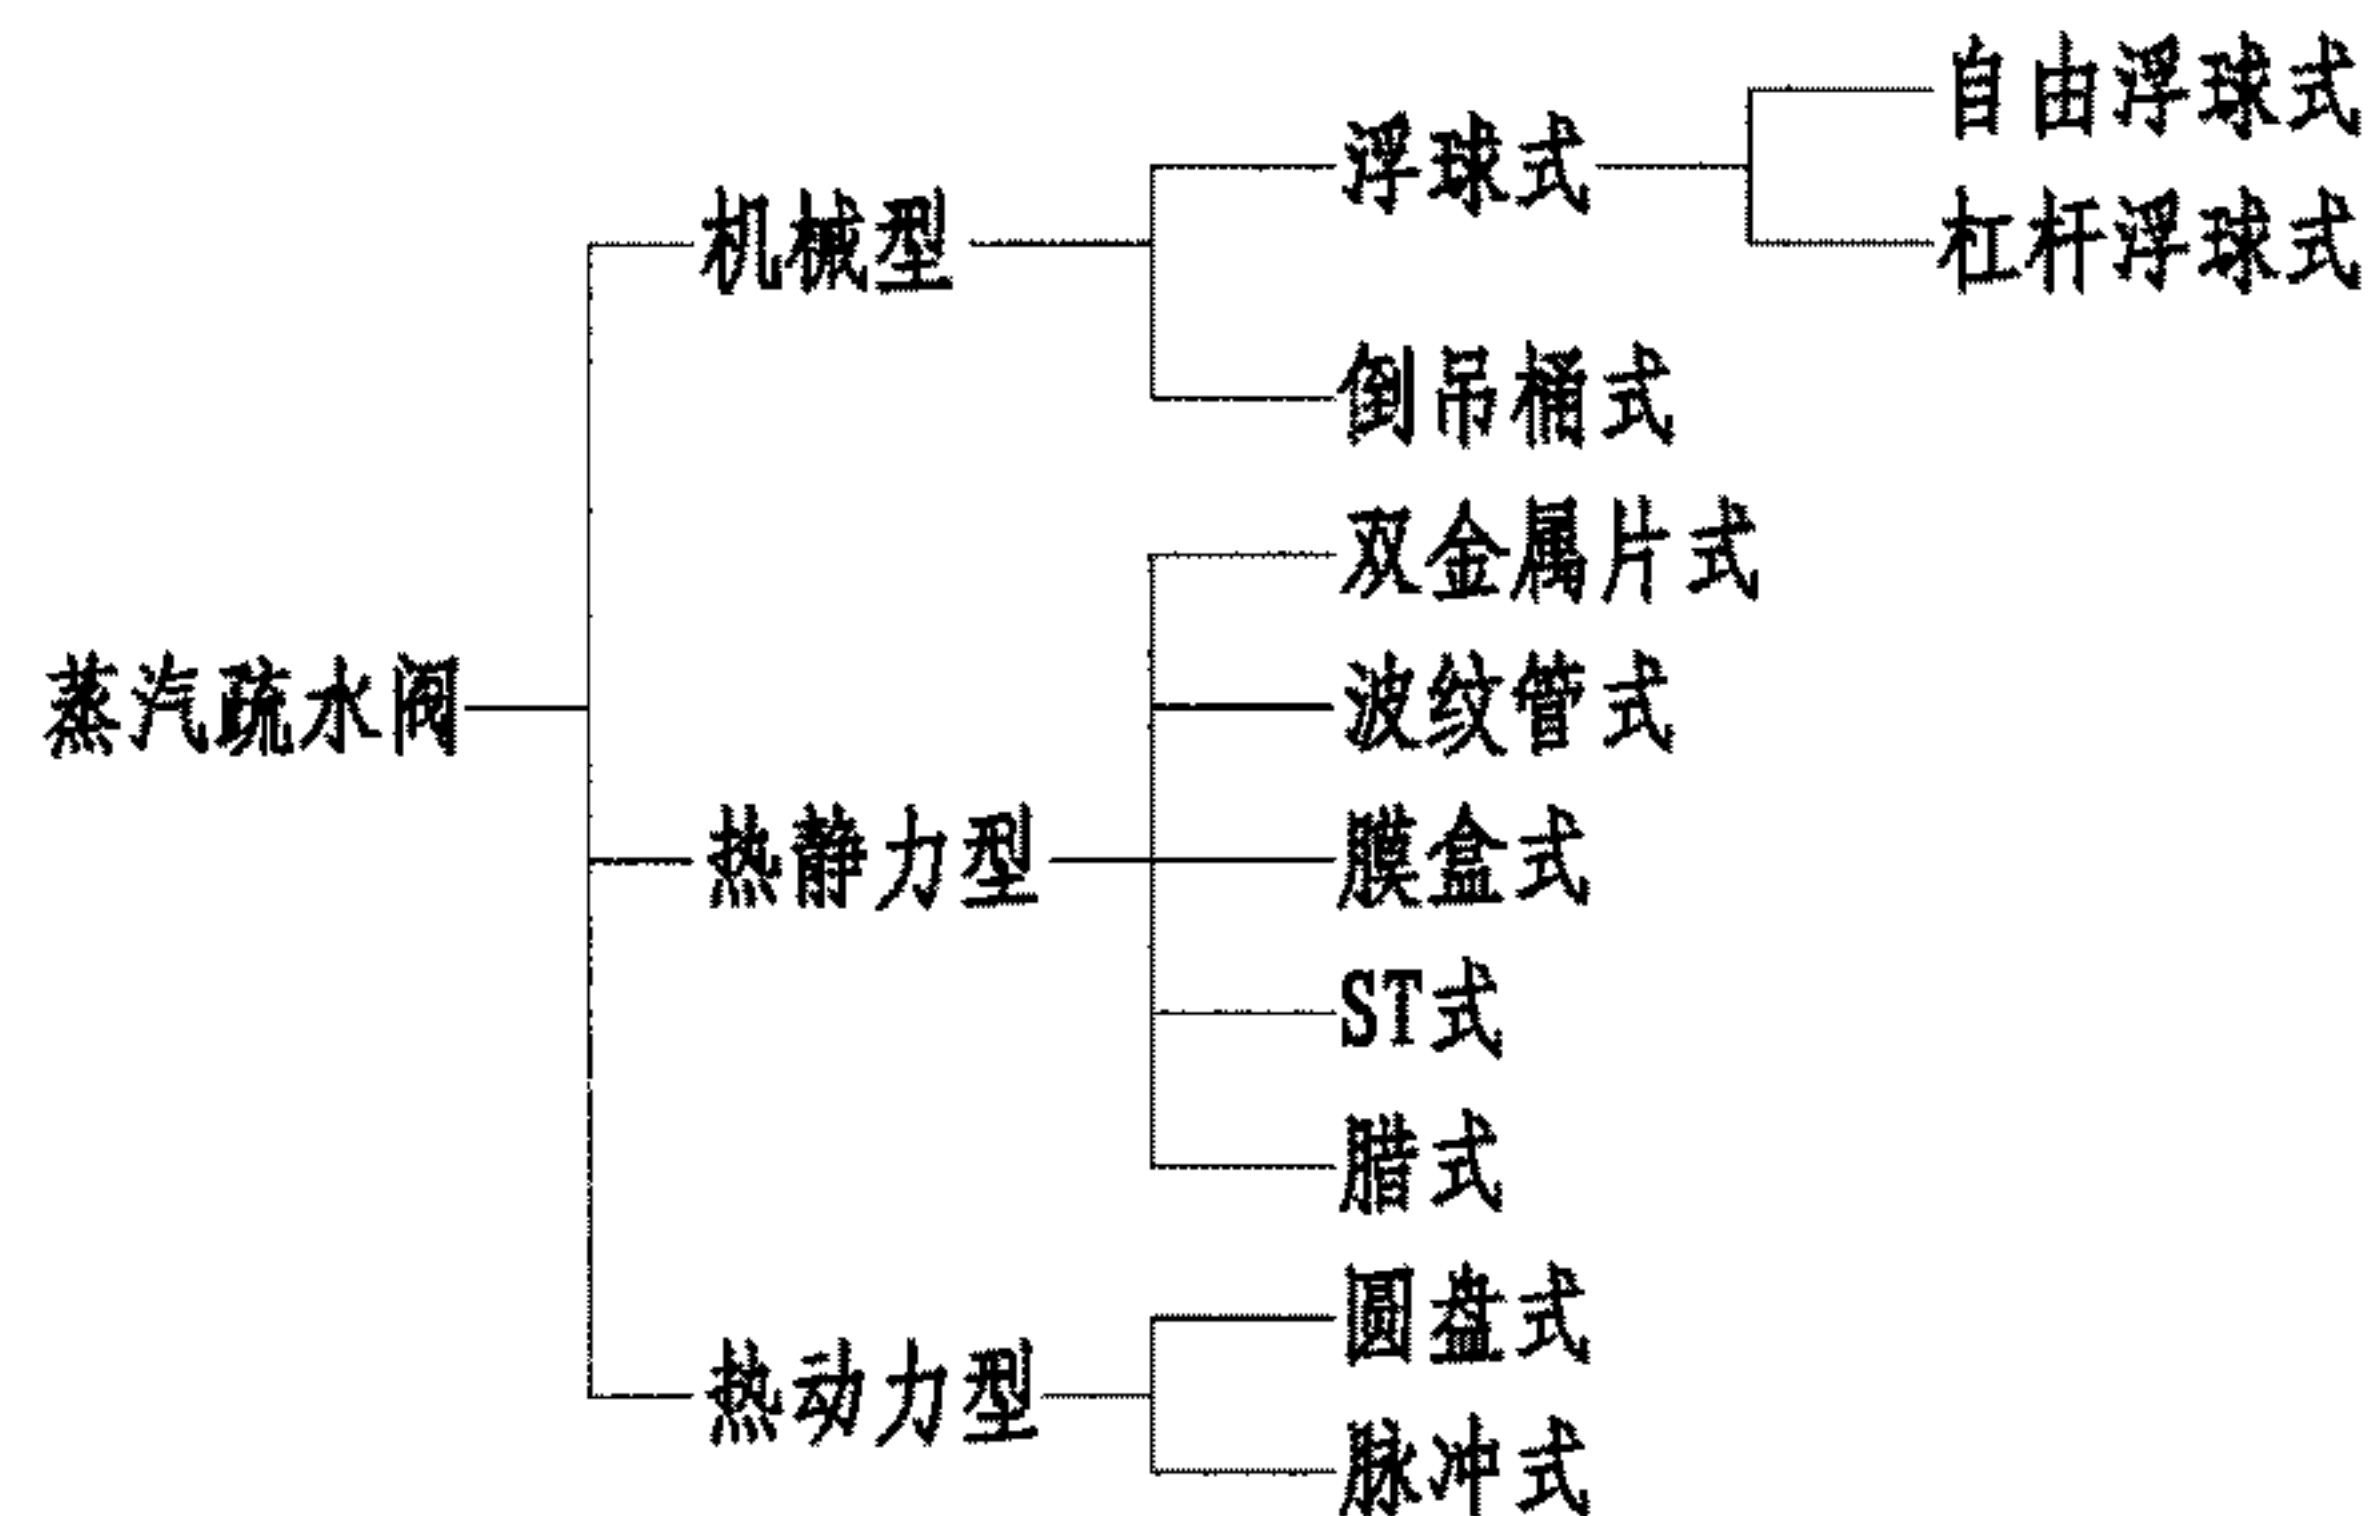 自由浮球式
浮球式
机械型
杠杆浮球式
倒吊桶式
双金属片式
蒸汽疏水阀
波纹管式
热静力型
膜盒式
ST式
腊式
圆盘式
热动力型
脉冲式